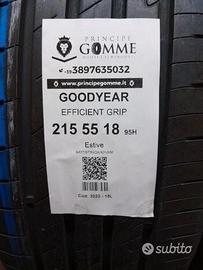 PRINCIPE
GOMME
+39 3897635032
www.principegomme.it
GOODYEAR
EFFICIENT GRIP
215 55 18 95H
Estive
subito